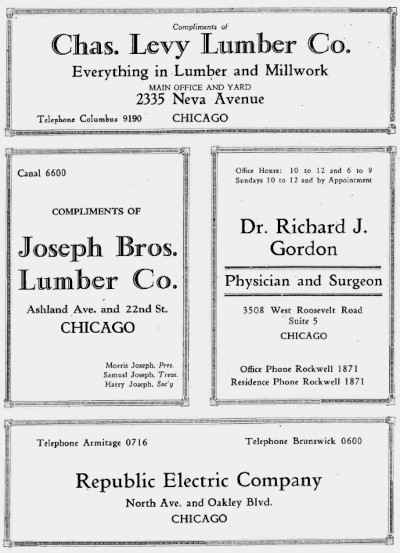 Compliments of
Chas. Levy Lumber Co.
Everything in Lumber and Millwork
MAIN OFFICE AND YARD
2335 Neva Avenue
Telephone Columbus 9190 CHICAGO
Canal 6600
COMPLIMENTS OF
Joseph Bros.
Lumber Co.
Ashland Ave. and 22nd St.
CHICAGO
Morris Joseph, Pres.
Samuel Joseph, Treas.
Harry Joseph, Sec'y
Office Hours: 10 to 12 and 6 to 9
Sundays 10 to 12 and by Appointment
Dr. Richard J.
Gordon
Physician and Surgeon
3508 West Roosevelt Road
Suite 5
CHICAGO
Office Phone Rockwell 1871
Residence Phone Rockwell 1871
Telephone Armitage 0716 Telephone Brunswick 0600
Republic Electric Company
North Ave. and Oakley Blvd.
CHICAGO